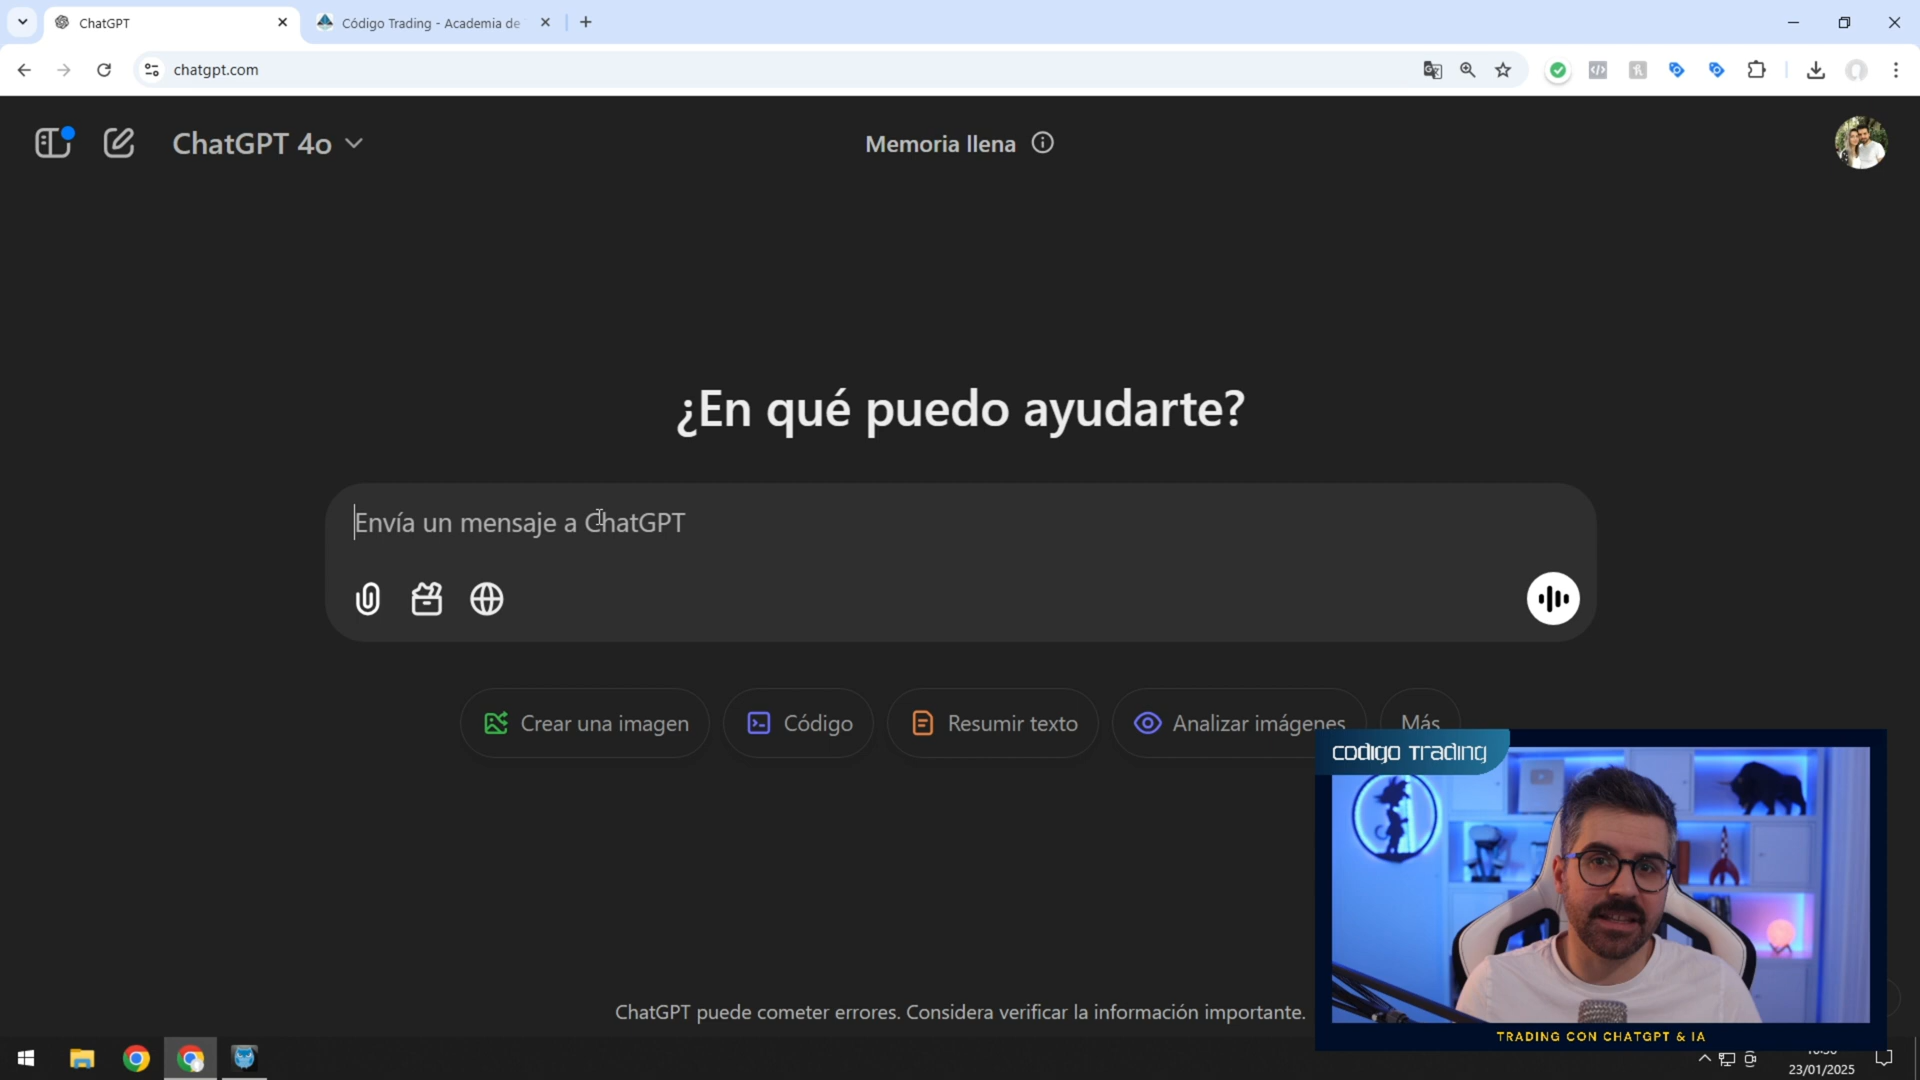 ChatGPT
Código Trading - Academia de
chatgpt.com
ChatGPT 4o
Memoria llena
¿En qué puedo ayudarte?
Envía un mensaje a ChatGPT
Crear una imagen
Código
Resumir texto
Analizar imágenes
Más
codigo Trading
ChatGPT puede cometer errores. Considera verificar la información importante.
TRADING CON CHATGPT & IA
23/01/2025